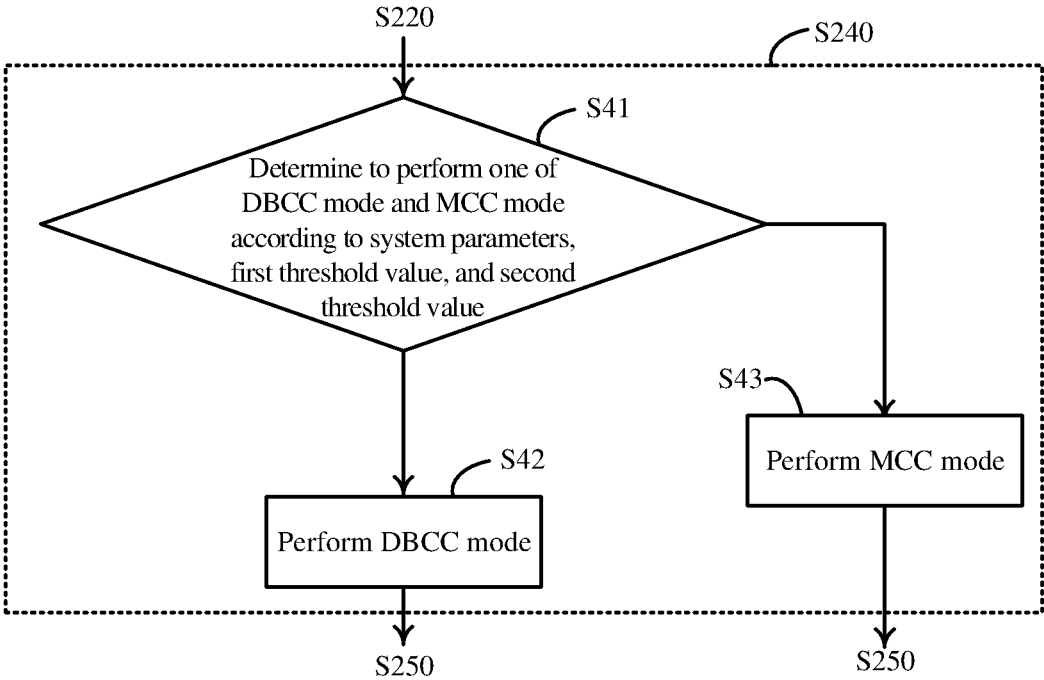 S220
S240
S41
Determine to perform one of
DBCC mode and MCC mode
according to system parameters,
first threshold value, and second
threshold value
S43
Perform MCC mode
S42
Perform DBCC mode
S250
S250